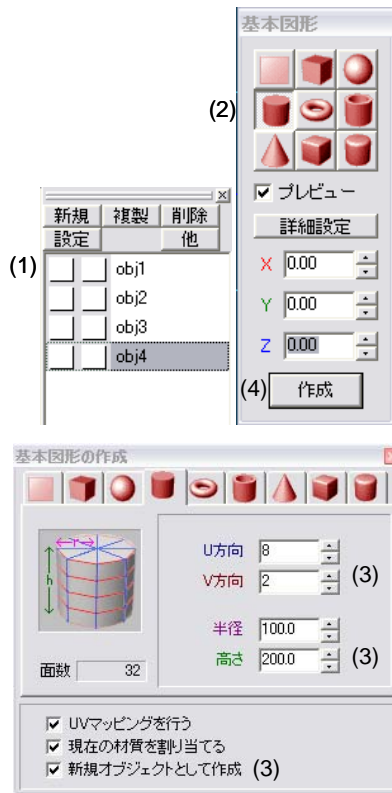 基本図形
(2)
プレビュー
詳細設定
X 0.00
Y 0.00
Z 0.00
(4) 作成
新規 複製 削除
設定 他
(1) obj1
obj2
obj3
obj4
基本図形の作成
r
h
U方向 8
V方向 2 (3)
半径 100.0
高さ 200.0 (3)
面数 32
UVマッピングを行う
現在の材質を割り当てる
新規オブジェクトとして作成 (3)